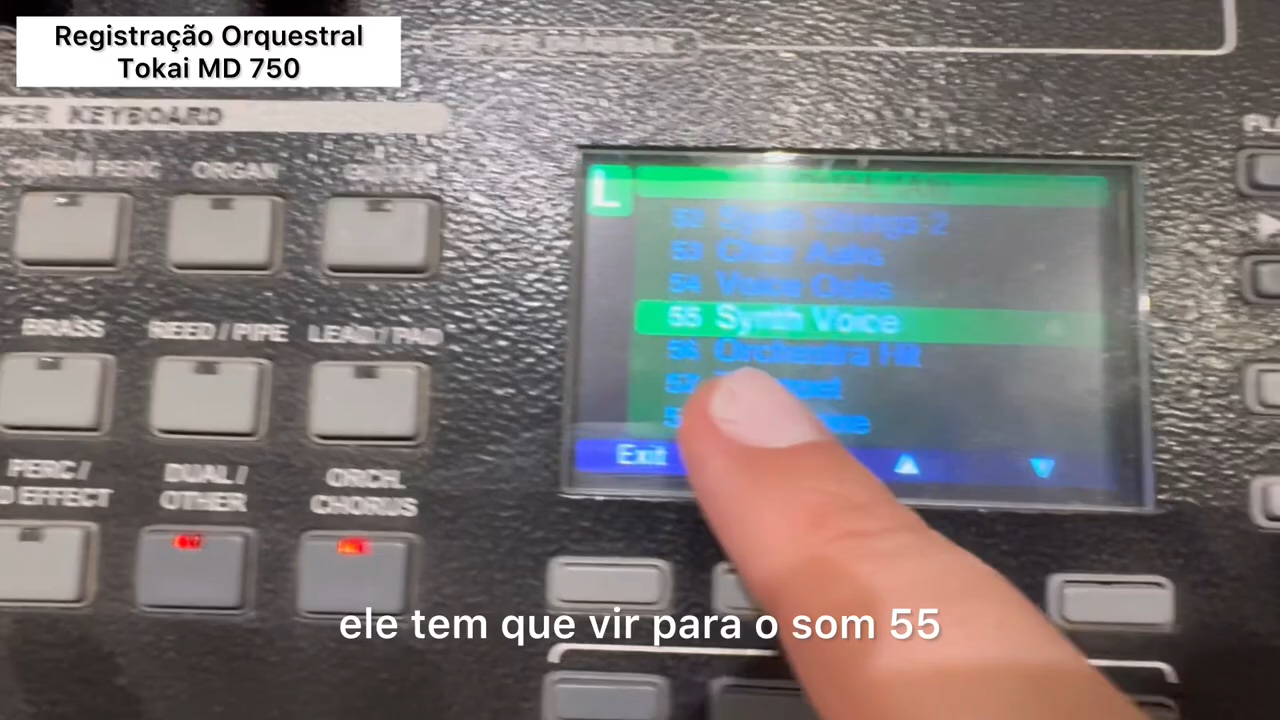 Registração Orquestral
Tokai MD 750
PER KEYBOARD
ORGAN
BRASS
REED / PIPE
LEAD / PAD
PERC /
D EFFECT
DUAL /
OTHER
ORCH.
CHORUS
L
52 Synth Strings 2
53 Choir Aahs
54 Voice Oohs
55 Synth Voice
56 Orchestra Hit
57
Exit
ele tem que vir para o som 55